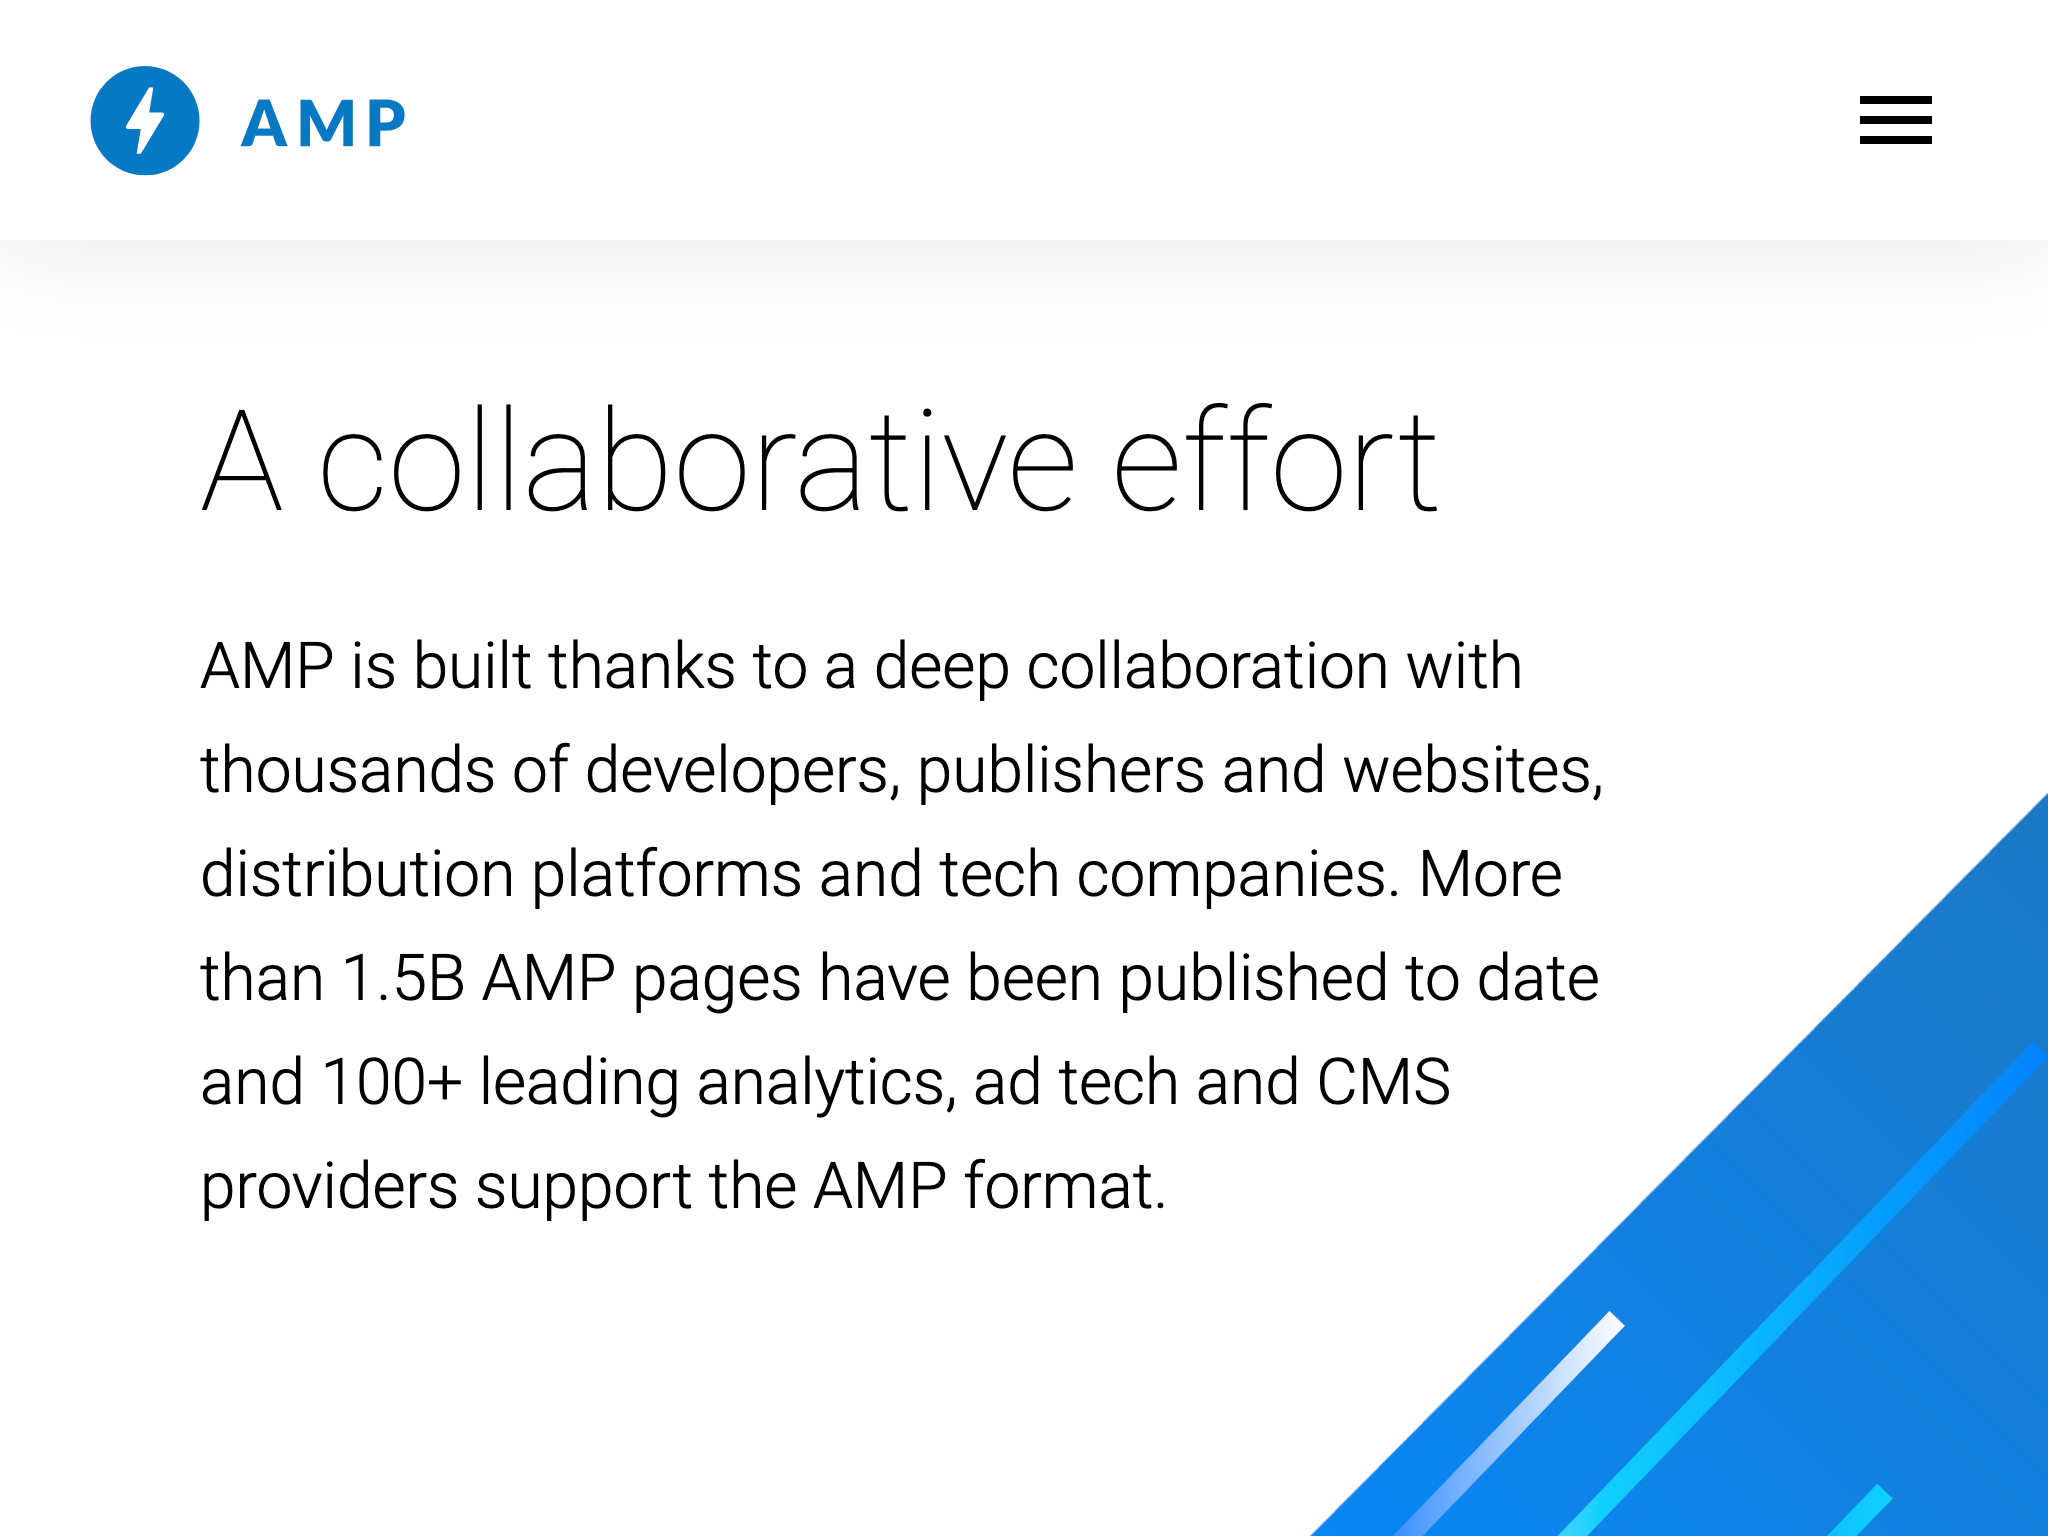 AMP
A collaborative effort
AMP is built thanks to a deep collaboration with
thousands of developers, publishers and websites,
distribution platforms and tech companies. More
than 1.5B AMP pages have been published to date
and 100+ leading analytics, ad tech and CMS
providers support the AMP format.